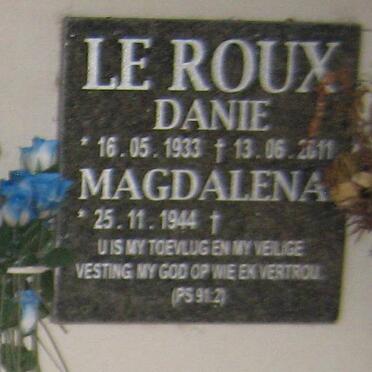 LE ROUX
DANIE
* 16 . 05 . 1933 † 13 . 06 . 2011
MAGDALENA
* 25 . 11 . 1944 †
U IS MY TOEVLUG EN MY VEILIGE
VESTING. MY GOD OP WIE EK VERTROU.
(PS 91:2)